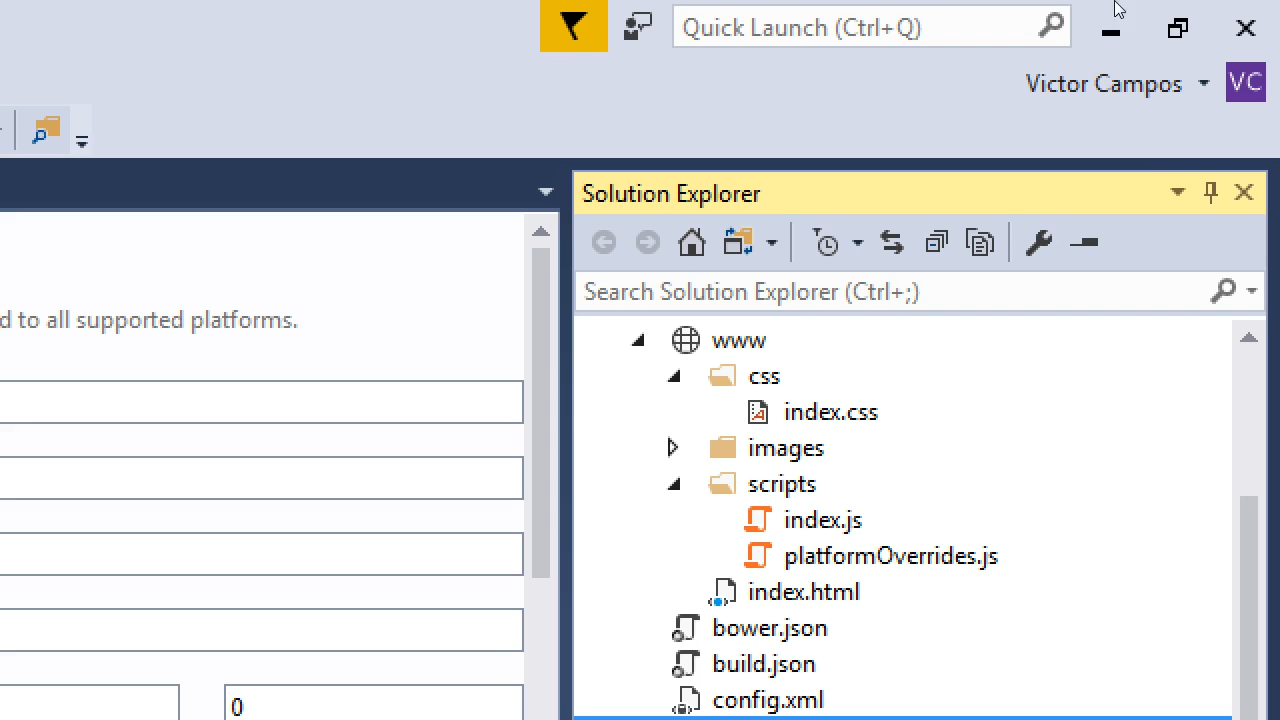 Quick Launch (Ctrl+Q)
Victor Campos
VC
Solution Explorer
d to all supported platforms.
Search Solution Explorer (Ctrl+;)
www
css
index.css
images
scripts
index.js
platformOverrides.js
index.html
bower.json
build.json
config.xml
0